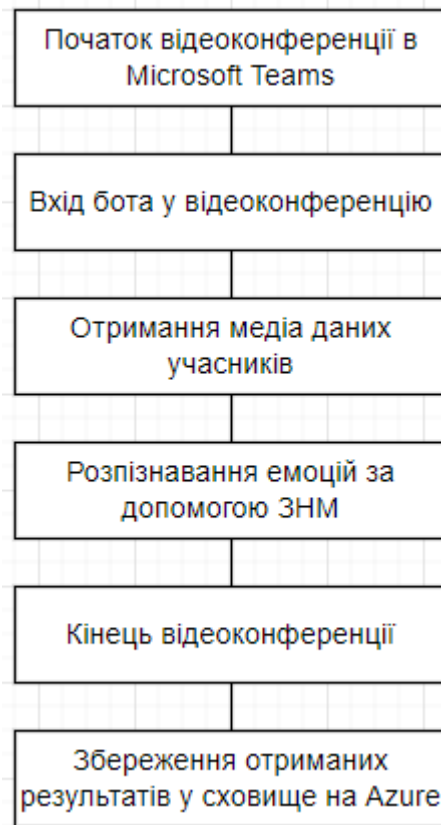 Початок відеоконференції в
Microsoft Teams
Вхід бота у відеоконференцію
Отримання медіа даних
учасників
Розпізнавання емоцій за
допомогою ЗНМ
Кінець відеоконференції
Збереження отриманих
результатів у сховище на Azure